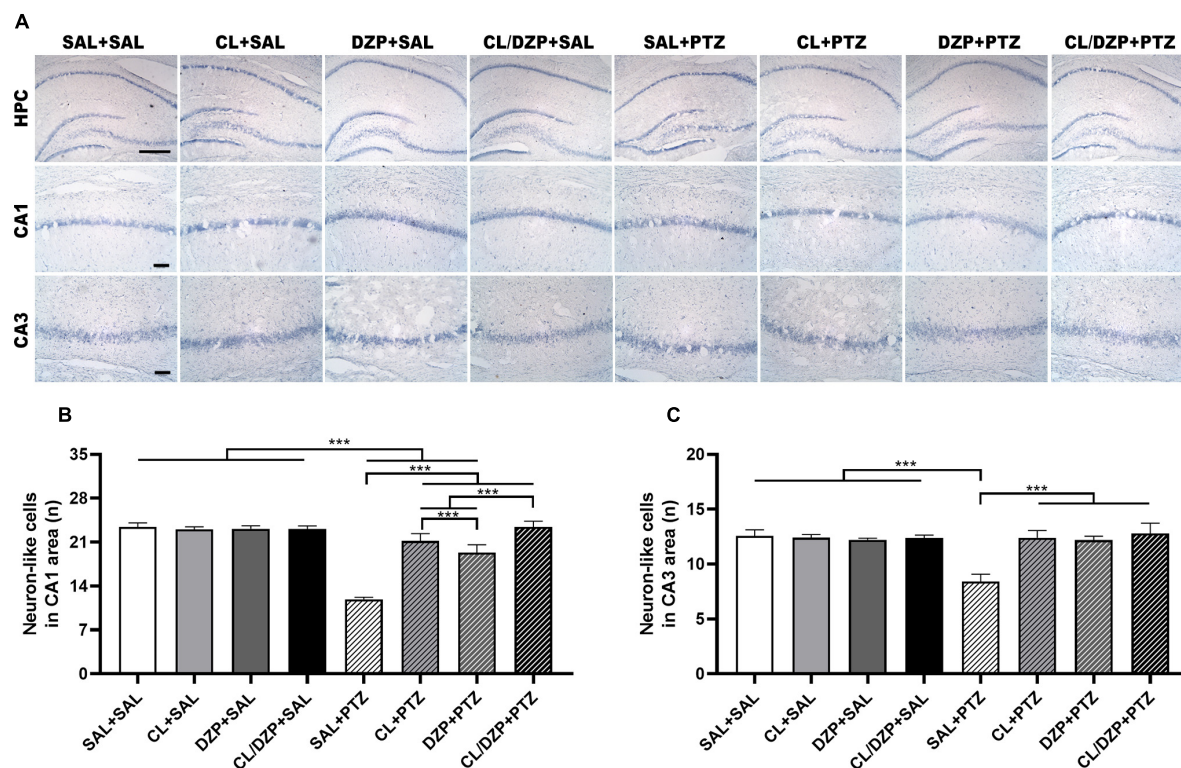 A
SAL+SAL CL+SAL DZP+SAL CL/DZP+SAL SAL+PTZ CL+PTZ DZP+PTZ CL/DZP+PTZ
HPC
CA1
CA3
B
Neuron-like cells
in CA1 area (n)
35
28
21
14
7
0
***
***
***
***
SAL+SAL
CL+SAL
DZP+SAL
CL/DZP+SAL
SAL+PTZ
CL+PTZ
DZP+PTZ
CL/DZP+PTZ
C
Neuron-like cells
in CA3 area (n)
20
15
10
5
0
***
***
SAL+SAL
CL+SAL
DZP+SAL
CL/DZP+SAL
SAL+PTZ
CL+PTZ
DZP+PTZ
CL/DZP+PTZ